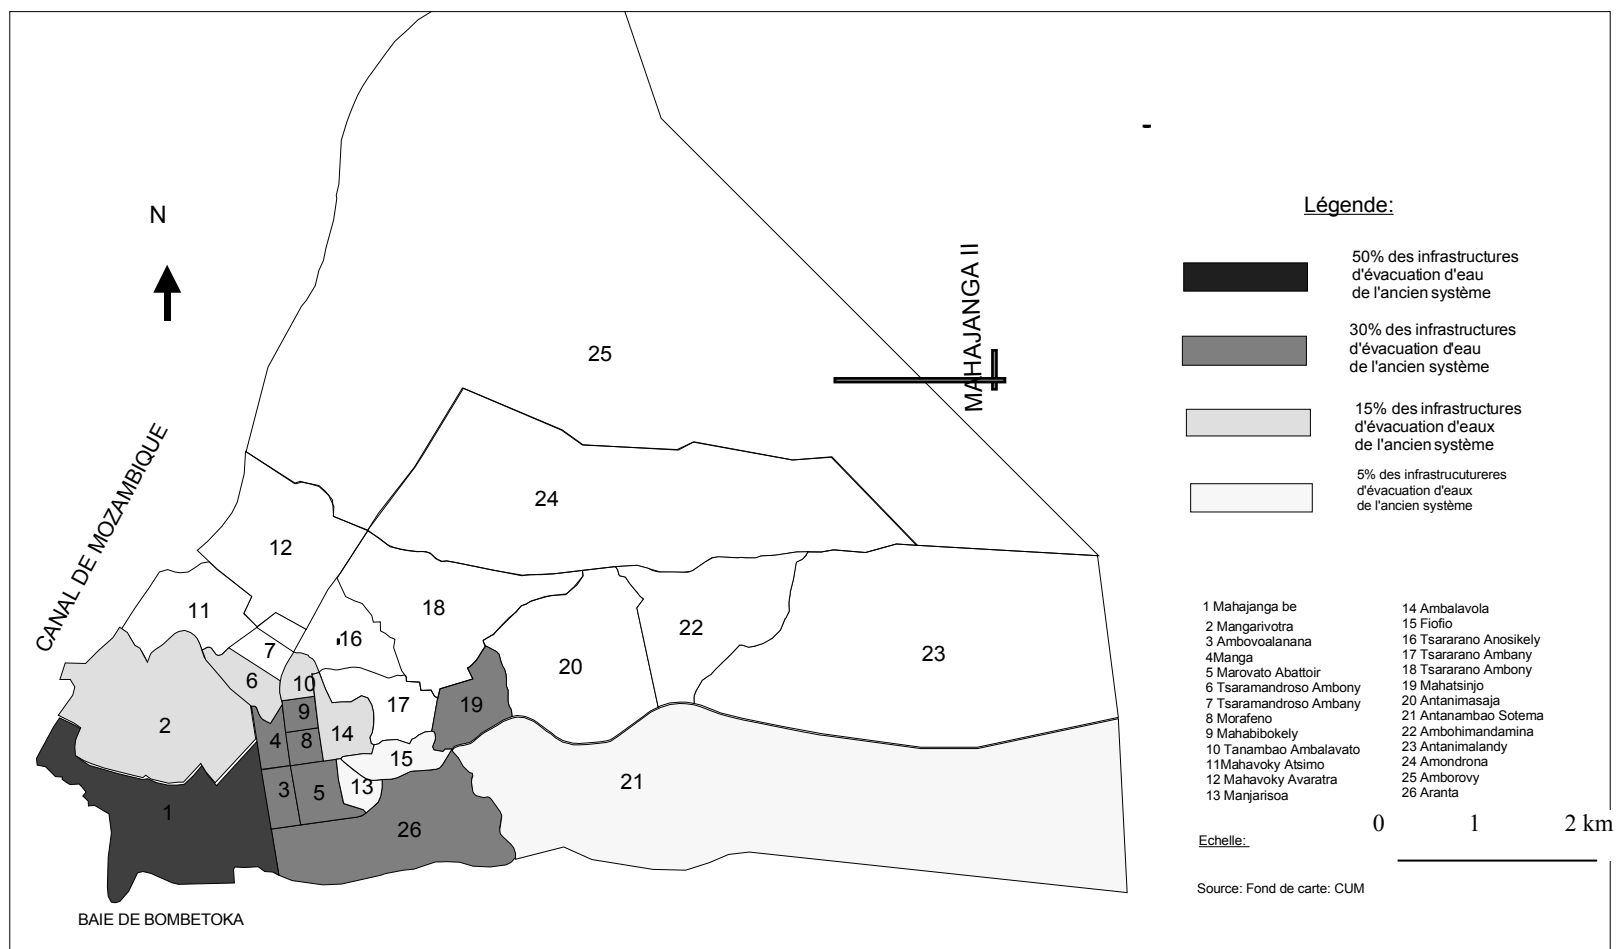 N
CANAL DE MOZAMBIQUE
BAIE DE BOMBETOKA
MAHAJANGA II
25
24
12
11
18
16
7
22
23
20
6
10
19
17
2
9
14
4
8
15
21
13
3
5
1
26
Légende:
50% des infrastructures
d'évacuation d'eau
de l'ancien système
30% des infrastructures
d'évacuation d'eau
de l'ancien système
15% des infrastructures
d'évacuation d'eaux
de l'ancien système
5% des infrastrucutureres
d'évacuation d'eaux
de l'ancien système
1 Mahajanga be
2 Mangarivotra
3 Ambovoalanana
4Manga
5 Marovato Abattoir
6 Tsaramandroso Ambony
7 Tsaramandroso Ambany
8 Morafeno
9 Mahabibokely
10 Tanambao Ambalavato
11Mahavoky Atsimo
12 Mahavoky Avaratra
13 Manjarisoa
14 Ambalavola
15 Fiofio
16 Tsararano Anosikely
17 Tsararano Ambany
18 Tsararano Ambony
19 Mahatsinjo
20 Antanimasaja
21 Antanambao Sotema
22 Ambohimandamina
23 Antanimalandy
24 Amondrona
25 Amborovy
26 Aranta
0 1 2 km
Echelle:
Source: Fond de carte: CUM